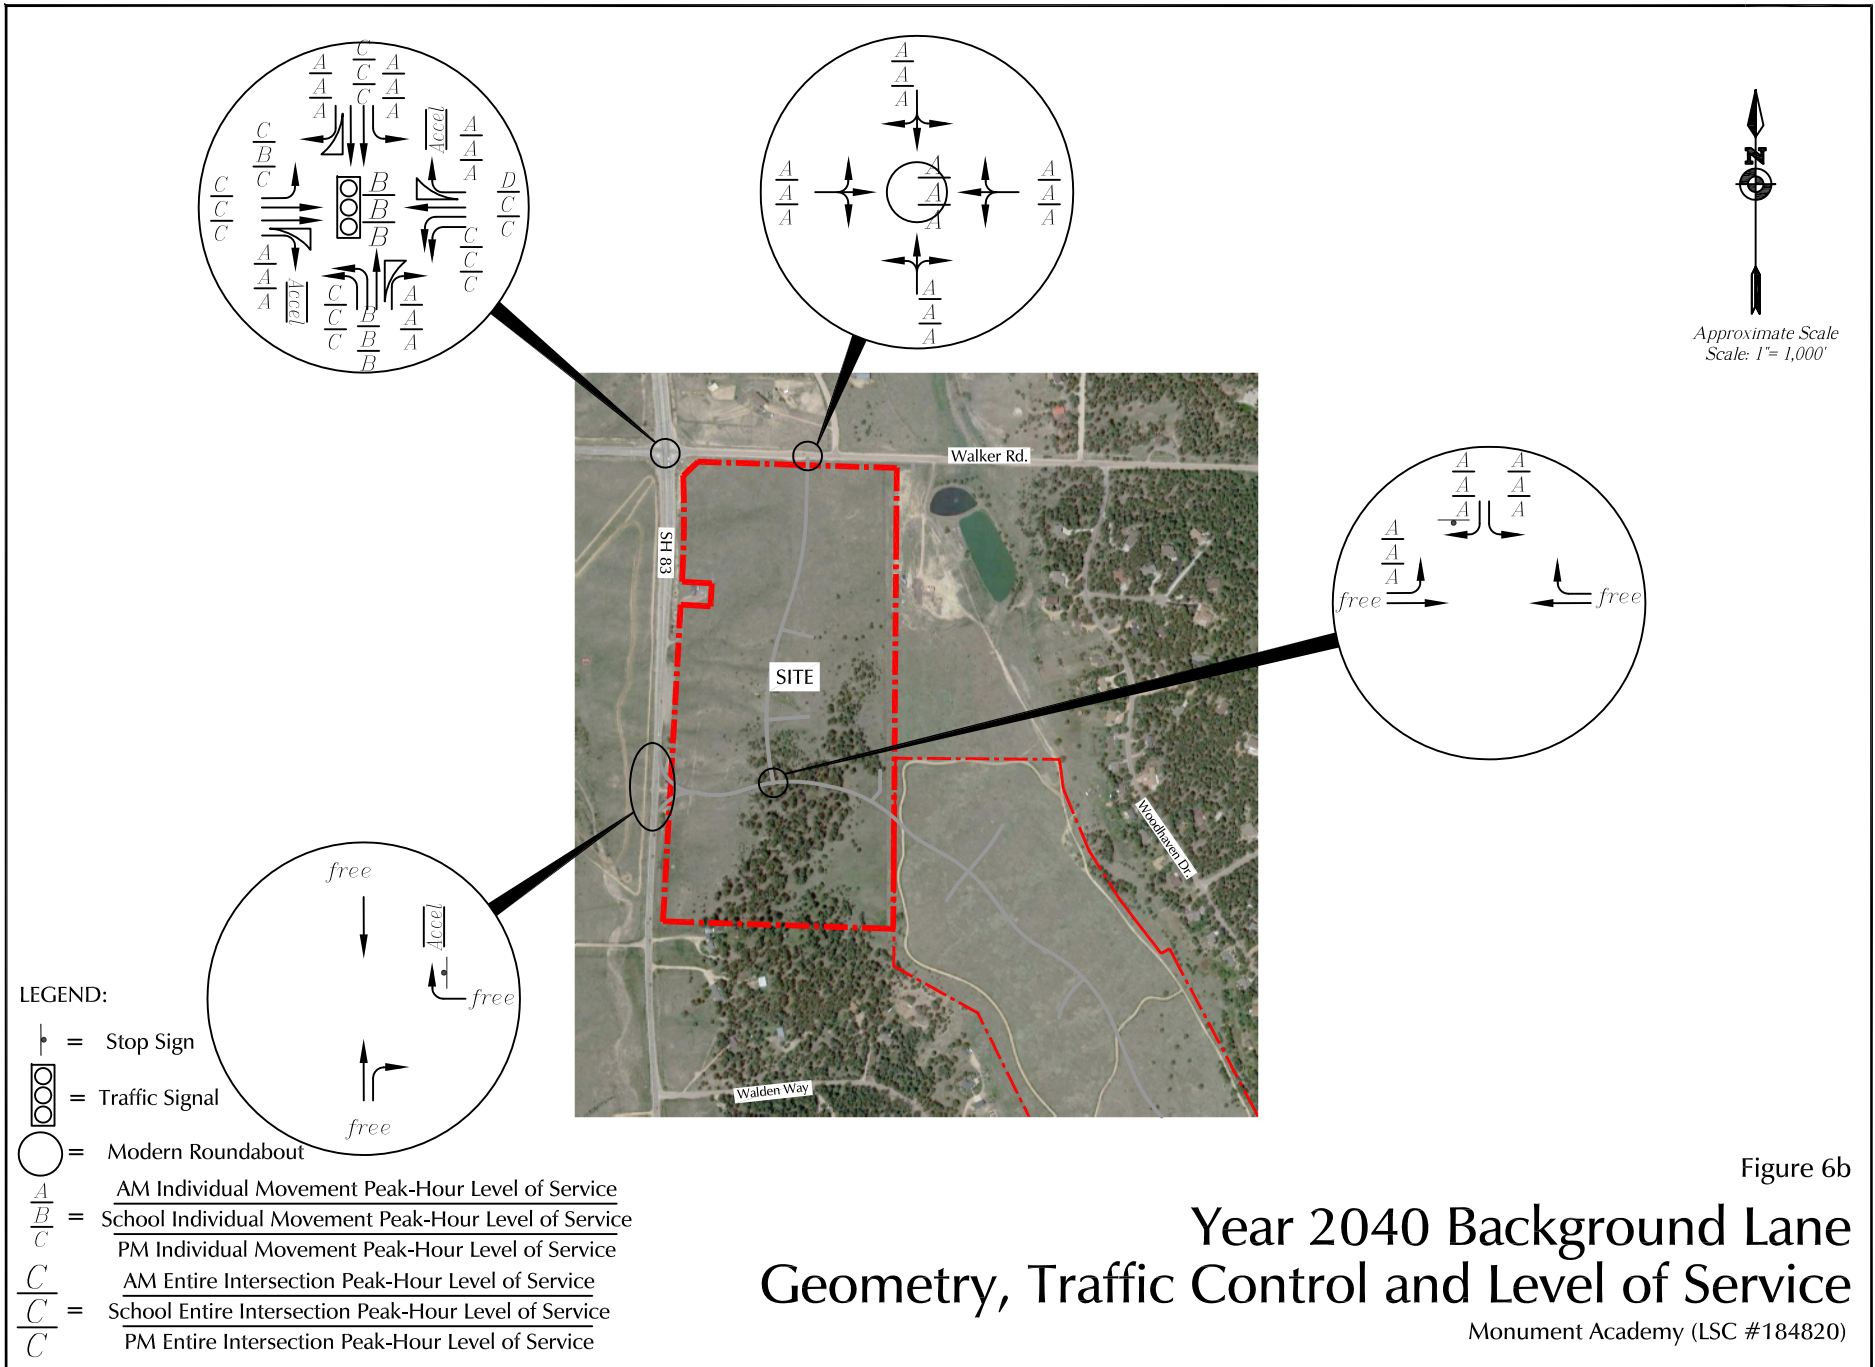 C
A C A
A C A
A A
Accel
C A
B A
C A
C B D
C B C
C B C
C
A C
A C
A
Accel
C A
C B A
C B A
B
A
A
A
A A A
A A A
A A A
A
A
A
N
Approximate Scale
Scale: 1"= 1,000'
Walker Rd.
SH 83
SITE
Woodhaven Dr.
Walden Way
A A
A A
A A
A
A
A
free free
free
Accel
free
free
LEGEND:
= Stop Sign
= Traffic Signal
= Modern Roundabout
A
B
C
=
AM Individual Movement Peak-Hour Level of Service
School Individual Movement Peak-Hour Level of Service
PM Individual Movement Peak-Hour Level of Service
C
C
C
=
AM Entire Intersection Peak-Hour Level of Service
School Entire Intersection Peak-Hour Level of Service
PM Entire Intersection Peak-Hour Level of Service
Figure 6b
Year 2040 Background Lane
Geometry, Traffic Control and Level of Service
Monument Academy (LSC #184820)